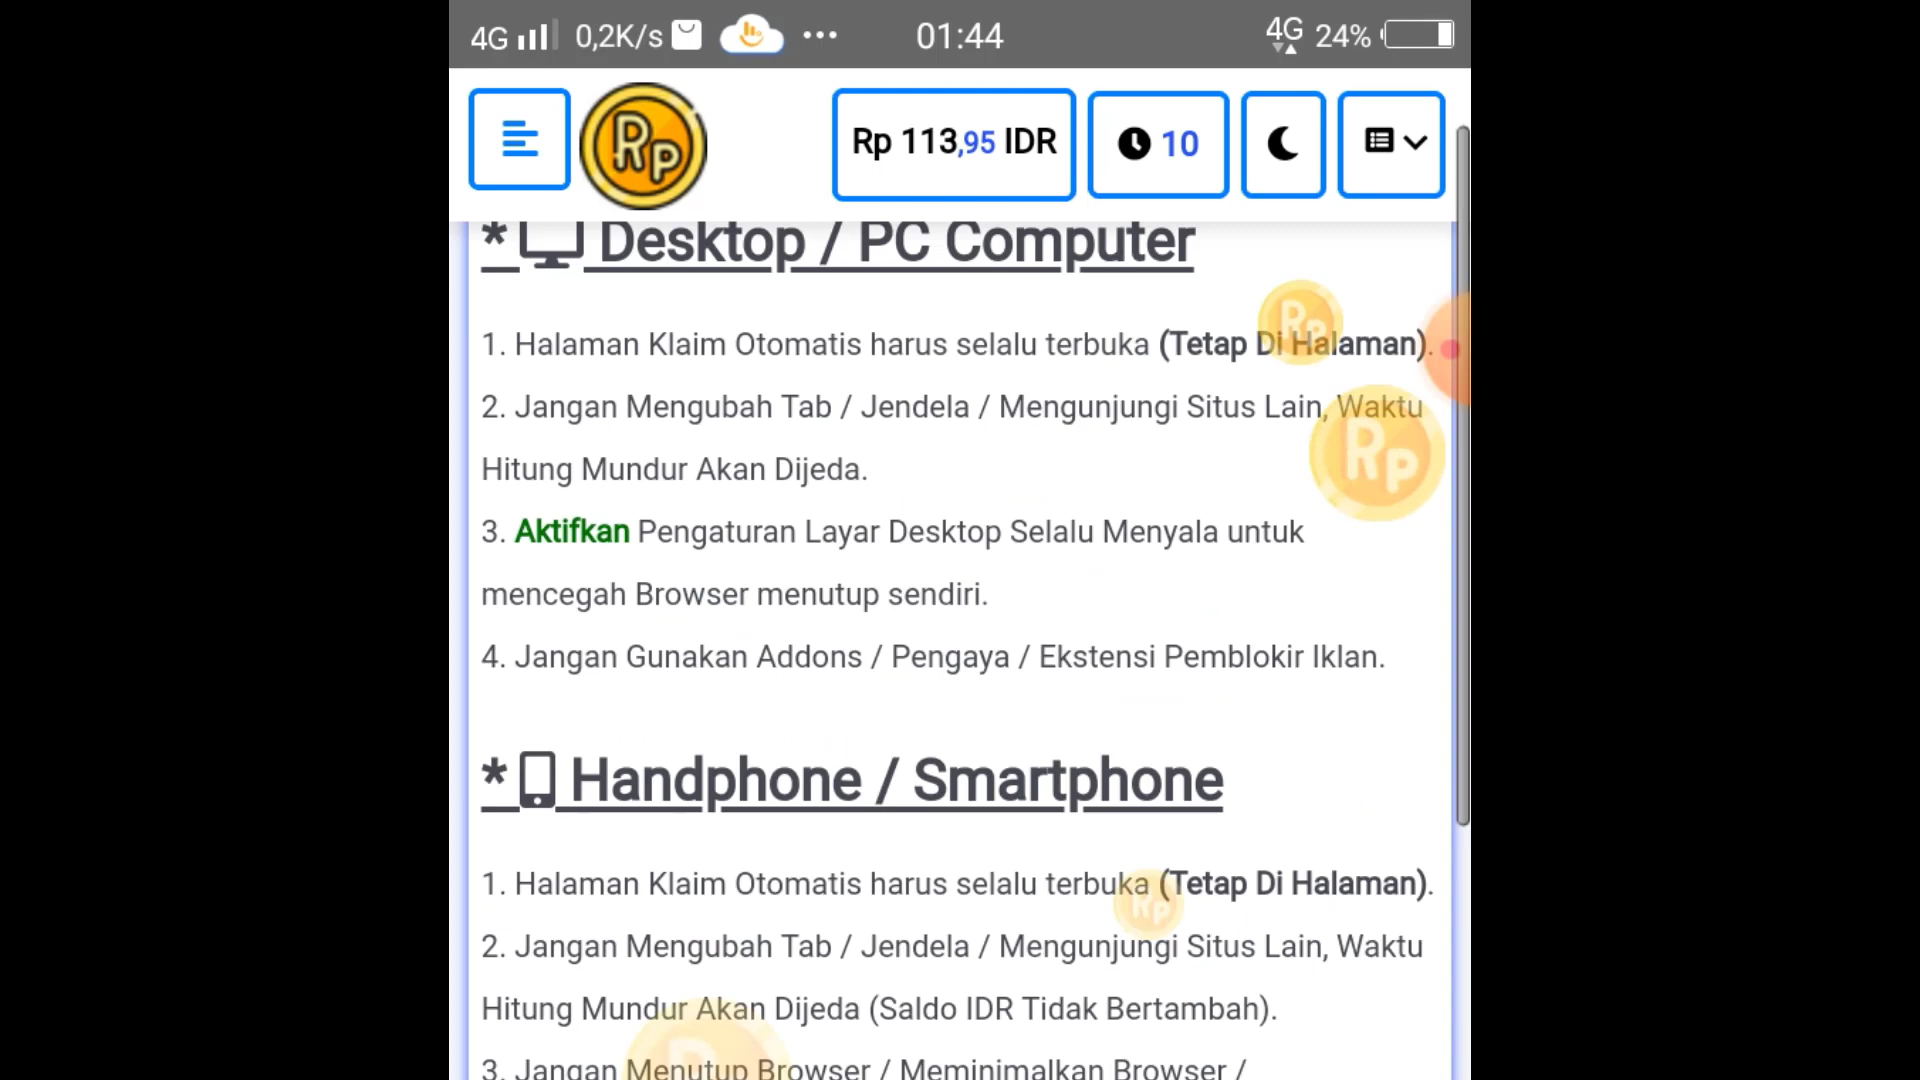 4G 0,2K/s ... 01:44 4G 24%
Rp Rp 113,95 IDR 10
* Desktop / PC Computer
1. Halaman Klaim Otomatis harus selalu terbuka (Tetap Di Halaman).
2. Jangan Mengubah Tab / Jendela / Mengunjungi Situs Lain, Waktu
Hitung Mundur Akan Dijeda.
3. Aktifkan Pengaturan Layar Desktop Selalu Menyala untuk
mencegah Browser menutup sendiri.
4. Jangan Gunakan Addons / Pengaya / Ekstensi Pemblokir Iklan.
* Handphone / Smartphone
1. Halaman Klaim Otomatis harus selalu terbuka (Tetap Di Halaman).
2. Jangan Mengubah Tab / Jendela / Mengunjungi Situs Lain, Waktu
Hitung Mundur Akan Dijeda (Saldo IDR Tidak Bertambah).
3. Jangan Menutup Browser / Meminimalkan Browser /